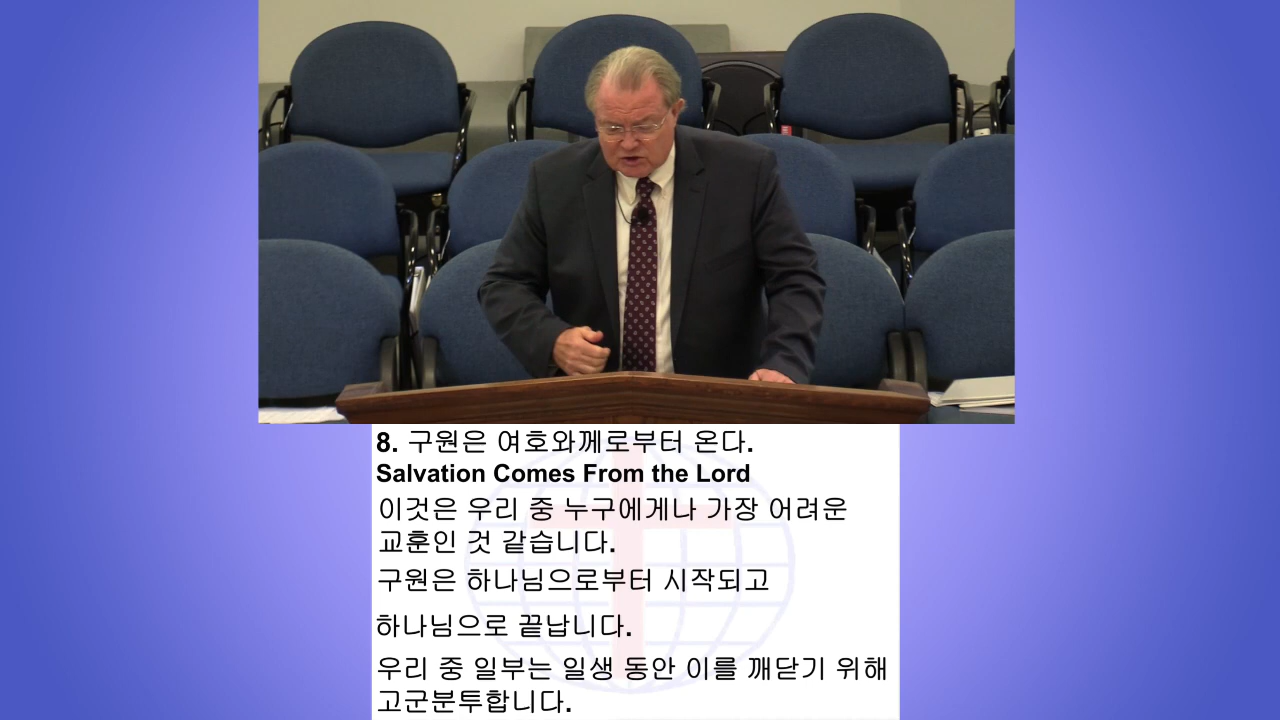 8. 구원은 여호와께로부터 온다.
Salvation Comes From the Lord
이것은 우리 중 누구에게나 가장 어려운
교훈인 것 같습니다.
구원은 하나님으로부터 시작되고
하나님으로 끝납니다.
우리 중 일부는 일생 동안 이를 깨닫기 위해
고군분투합니다.